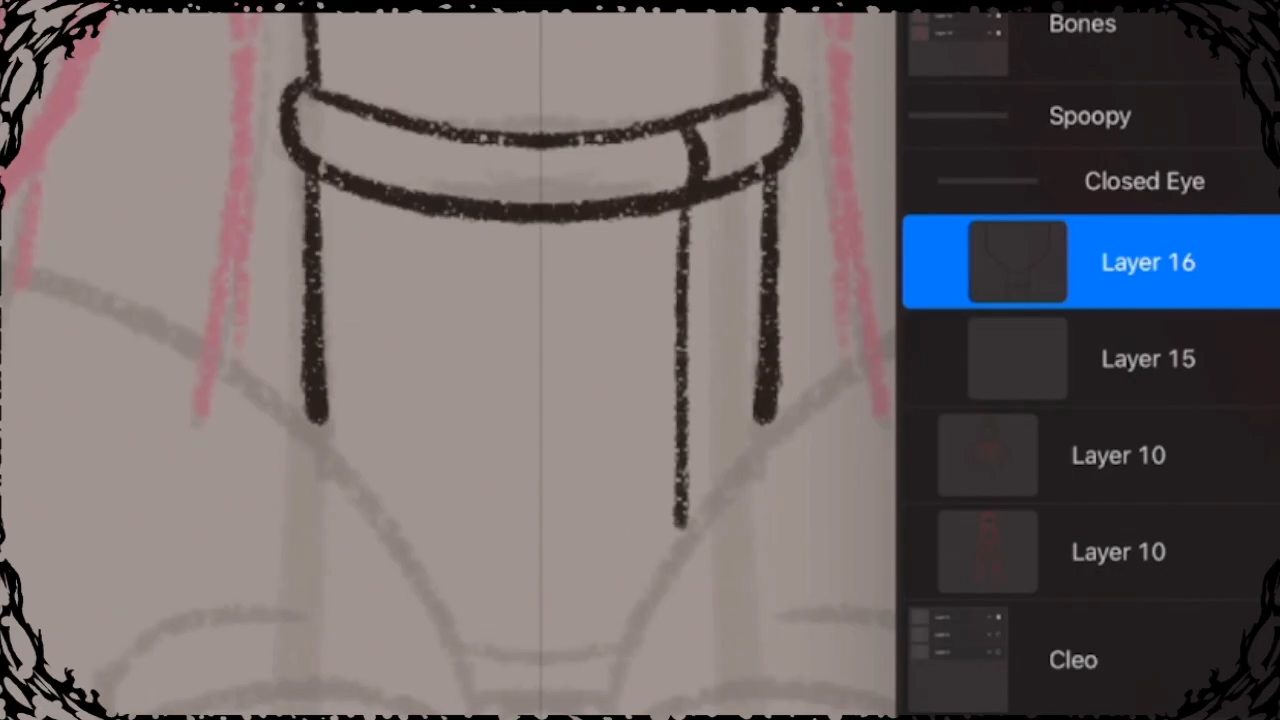 Bones
Spoopy
Closed Eye
Layer 16
Layer 15
Layer 10
Layer 10
Cleo